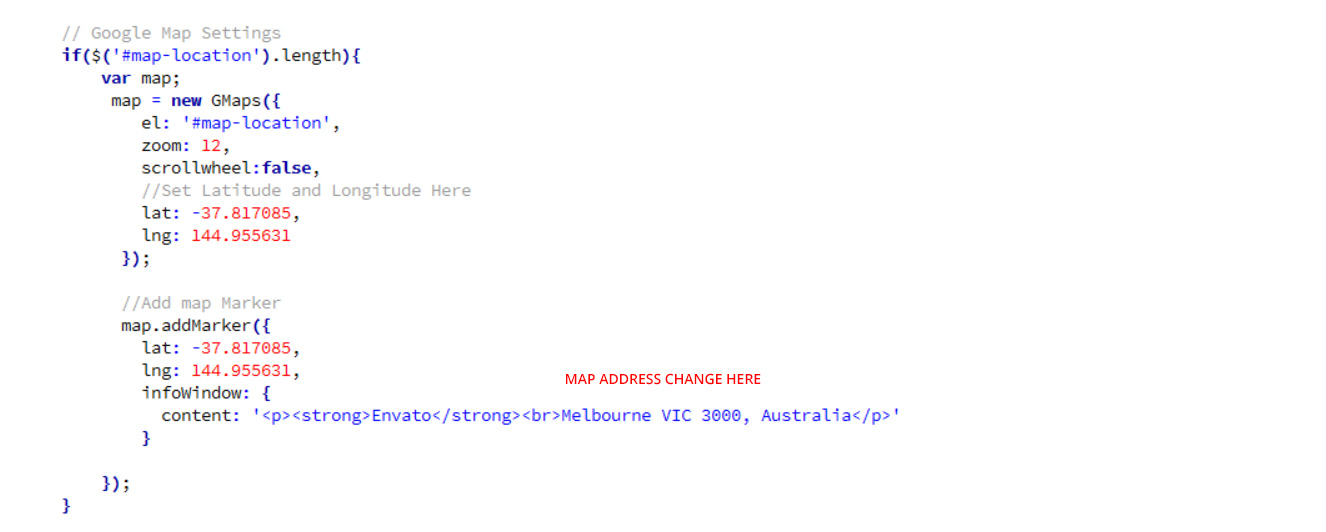 // Google Map Settings
if($('#map-location').length){
var map;
map = new GMaps({
el: '#map-location',
zoom: 12,
scrollwheel:false,
//Set Latitude and Longitude Here
lat: -37.817085,
lng: 144.955631
});
//Add map Marker
map.addMarker({
lat: -37.817085,
lng: 144.955631,
MAP ADDRESS CHANGE HERE
infoWindow: {
content: '<p><strong>Envato</strong><br>Melbourne VIC 3000, Australia</p>'
}
});
}